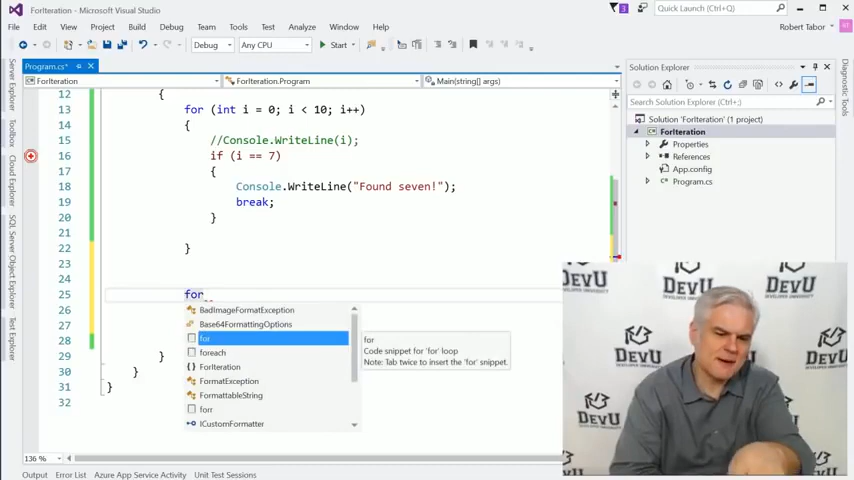 ForIteration - Microsoft Visual Studio
3
Quick Launch (Ctrl+Q)
File Edit View Project Build Debug Team Tools Test Analyze Window Help
Robert Tabor RT
Debug Any CPU Start
Program.cs*
Solution Explorer
ForIteration ForIteration.Program Main(string[] args)
Search Solution Explorer (Ctrl+;)
Solution 'ForIteration' (1 project)
ForIteration
Properties
References
App.config
Program.cs
Server Explorer
Toolbox
Cloud Explorer
SQL Server Object Explorer
Test Explorer
Diagnostic Tools
12 {
13 for (int i = 0; i < 10; i++)
14 {
15 //Console.WriteLine(i);
16 if (i == 7)
17 {
18 Console.WriteLine("Found seven!");
19 break;
20 }
21
22 }
23
24
25 for
26
27
28
29 }
30 }
31 }
32
BadImageFormatException
Base64FormattingOptions
for
foreach
ForIteration
FormatException
FormattableString
forr
ICustomFormatter
for
Code snippet for 'for' loop
Note: Tab twice to insert the 'for' snippet.
136 %
Output Error List Azure App Service Activity Unit Test Sessions
DEVU
DEVELOPER UNIVERSITY
DEVU
DEVU
DEVU